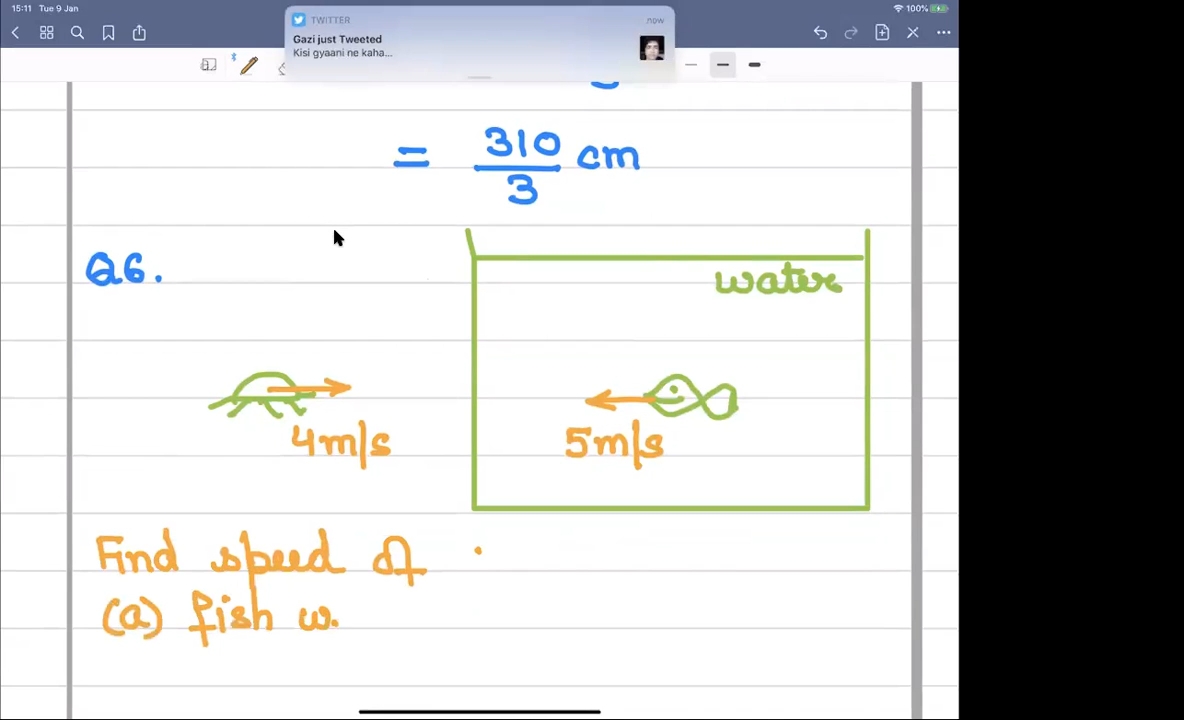 15:11 Tue 9 Jan
100%
TWITTER
now
Gazi just Tweeted
Kisi gyaani ne kaha...
= 310/3 cm
Q6.
water
4m/s
5m/s
Find speed of
(a) fish w.